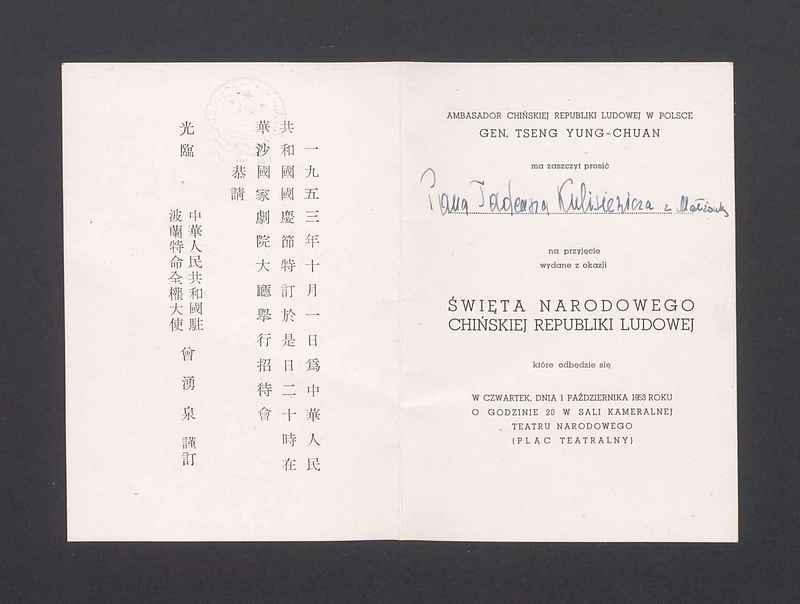 一九五三年十月一日爲中華人民
共和國國慶節特訂於是日二十時在
華沙國家劇院大廳舉行招待會
恭請
光臨
中華人民共和國駐
波蘭特命全權大使
曾湧泉 謹訂
AMBASADOR CHIŃSKIEJ REPUBLIKI LUDOWEJ W POLSCE
GEN. TSENG YUNG-CHUAN
ma zaszczyt prosić
Pana Tadeusza Kulisiewicza z Małżonką
na przyjęcie
wydane z okazji
ŚWIĘTA NARODOWEGO
CHIŃSKIEJ REPUBLIKI LUDOWEJ
które odbędzie się
W CZWARTEK, DNIA 1 PAŹDZIERNIKA 1953 ROKU
O GODZINIE 20 W SALI KAMERALNEJ
TEATRU NARODOWEGO
(PLAC TEATRALNY)